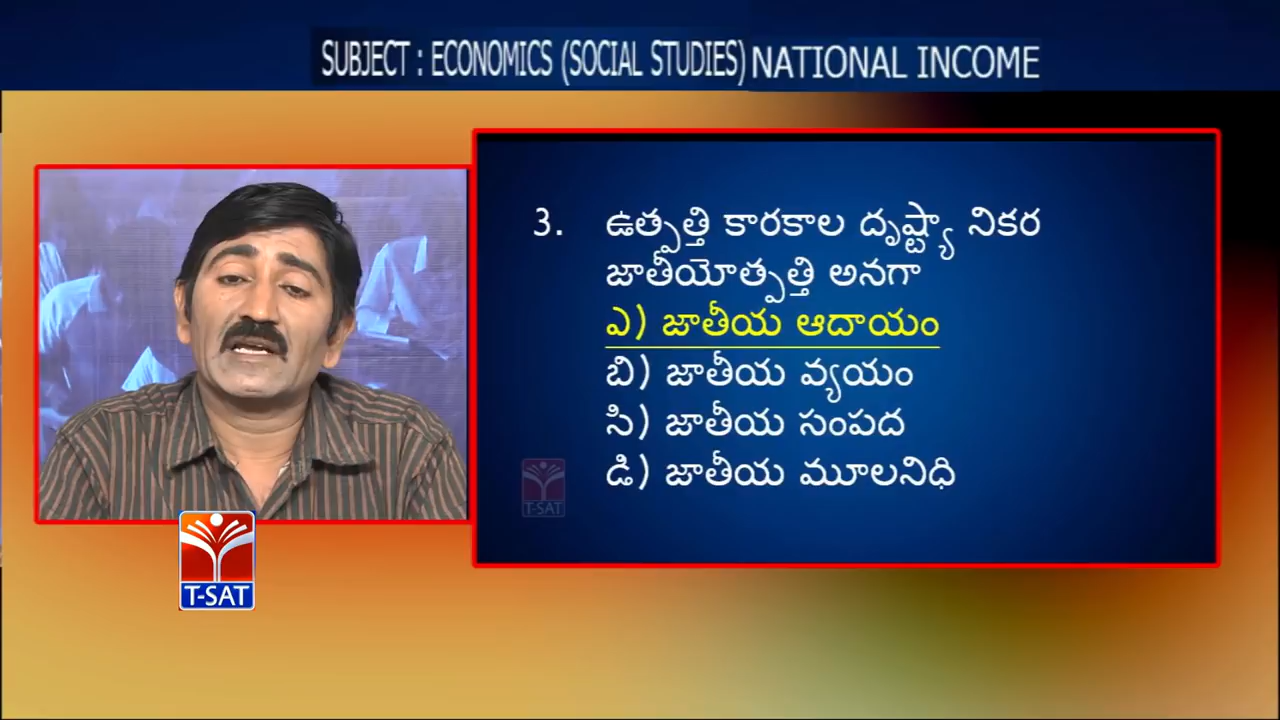 SUBJECT : ECONOMICS (SOCIAL STUDIES) NATIONAL INCOME
3. ఉత్పత్తి కారకాల దృష్ట్యా నికర
జాతీయోత్పత్తి అనగా
ఎ) జాతీయ ఆదాయం
బి) జాతీయ వ్యయం
సి) జాతీయ సంపద
డి) జాతీయ మూలనిధి
T-SAT
T-SAT